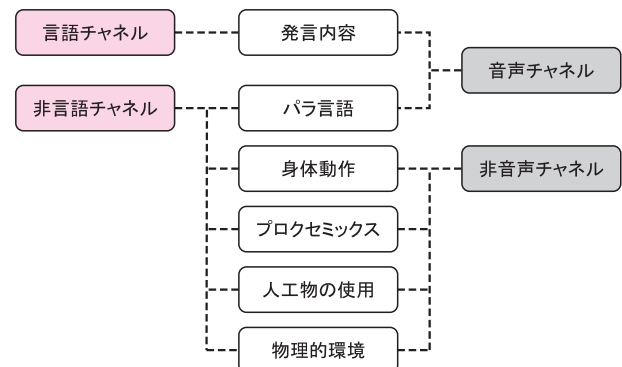 言語チャネル
発言内容
音声チャネル
非言語チャネル
パラ言語
身体動作
非音声チャネル
プロクセミックス
人工物の使用
物理的環境